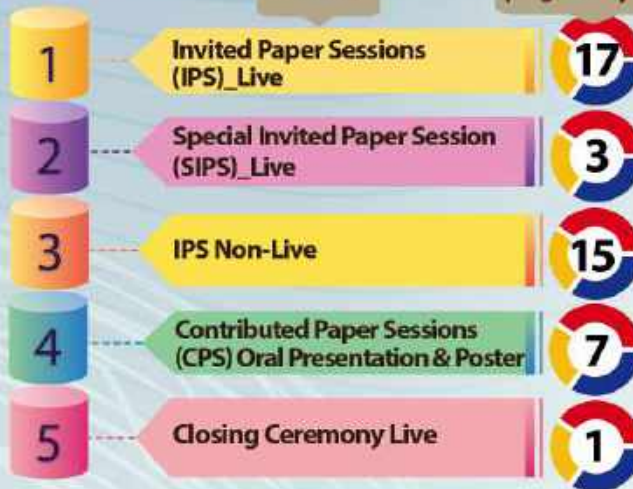 1
Invited Paper Sessions
(IPS)_Live
17
2
Special Invited Paper Session
(SIPS)_Live
3
3
IPS Non-Live
15
4
Contributed Paper Sessions
(CPS) Oral Presentation & Poster
7
5
Closing Ceremony Live
1